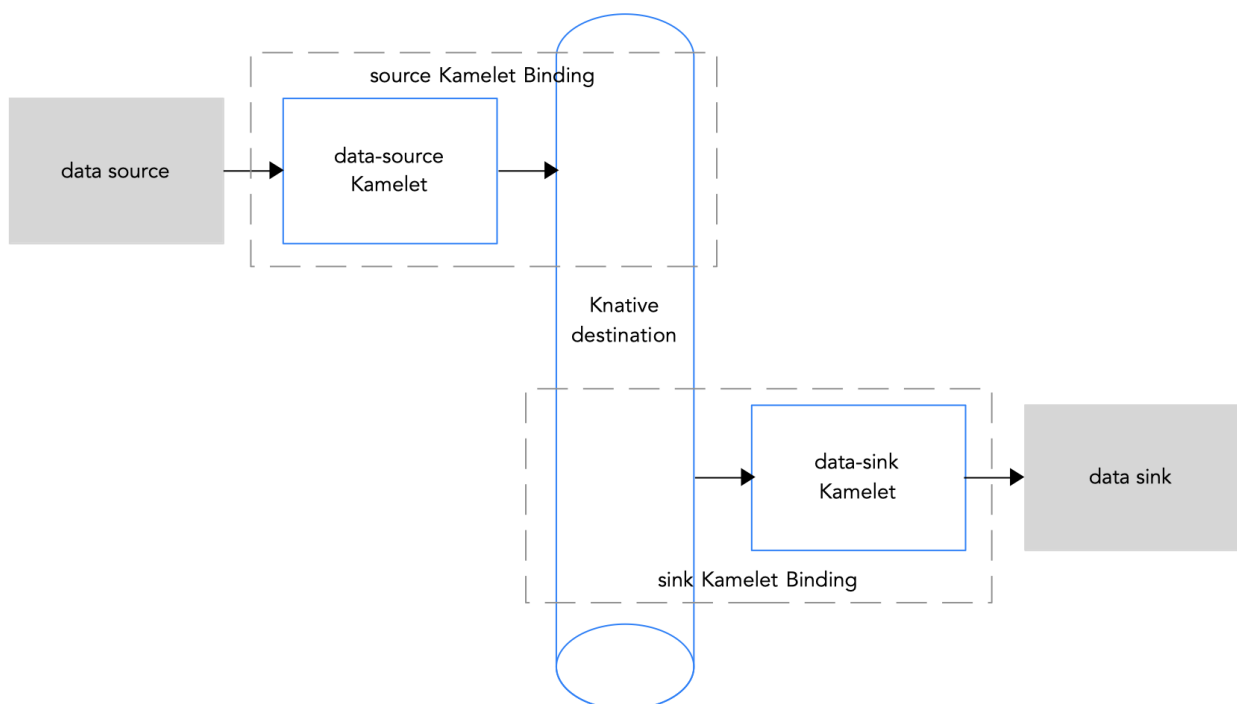 source Kamelet Binding
data source
data-source
Kamelet
Knative
destination
data-sink
Kamelet
data sink
sink Kamelet Binding